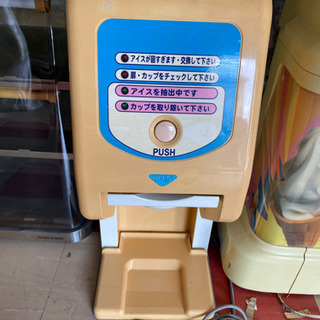 アイスが固すぎます・交換して下さい
扉・カップをチェックして下さい
アイスを抽出中です
カップを取り除いて下さい
PUSH